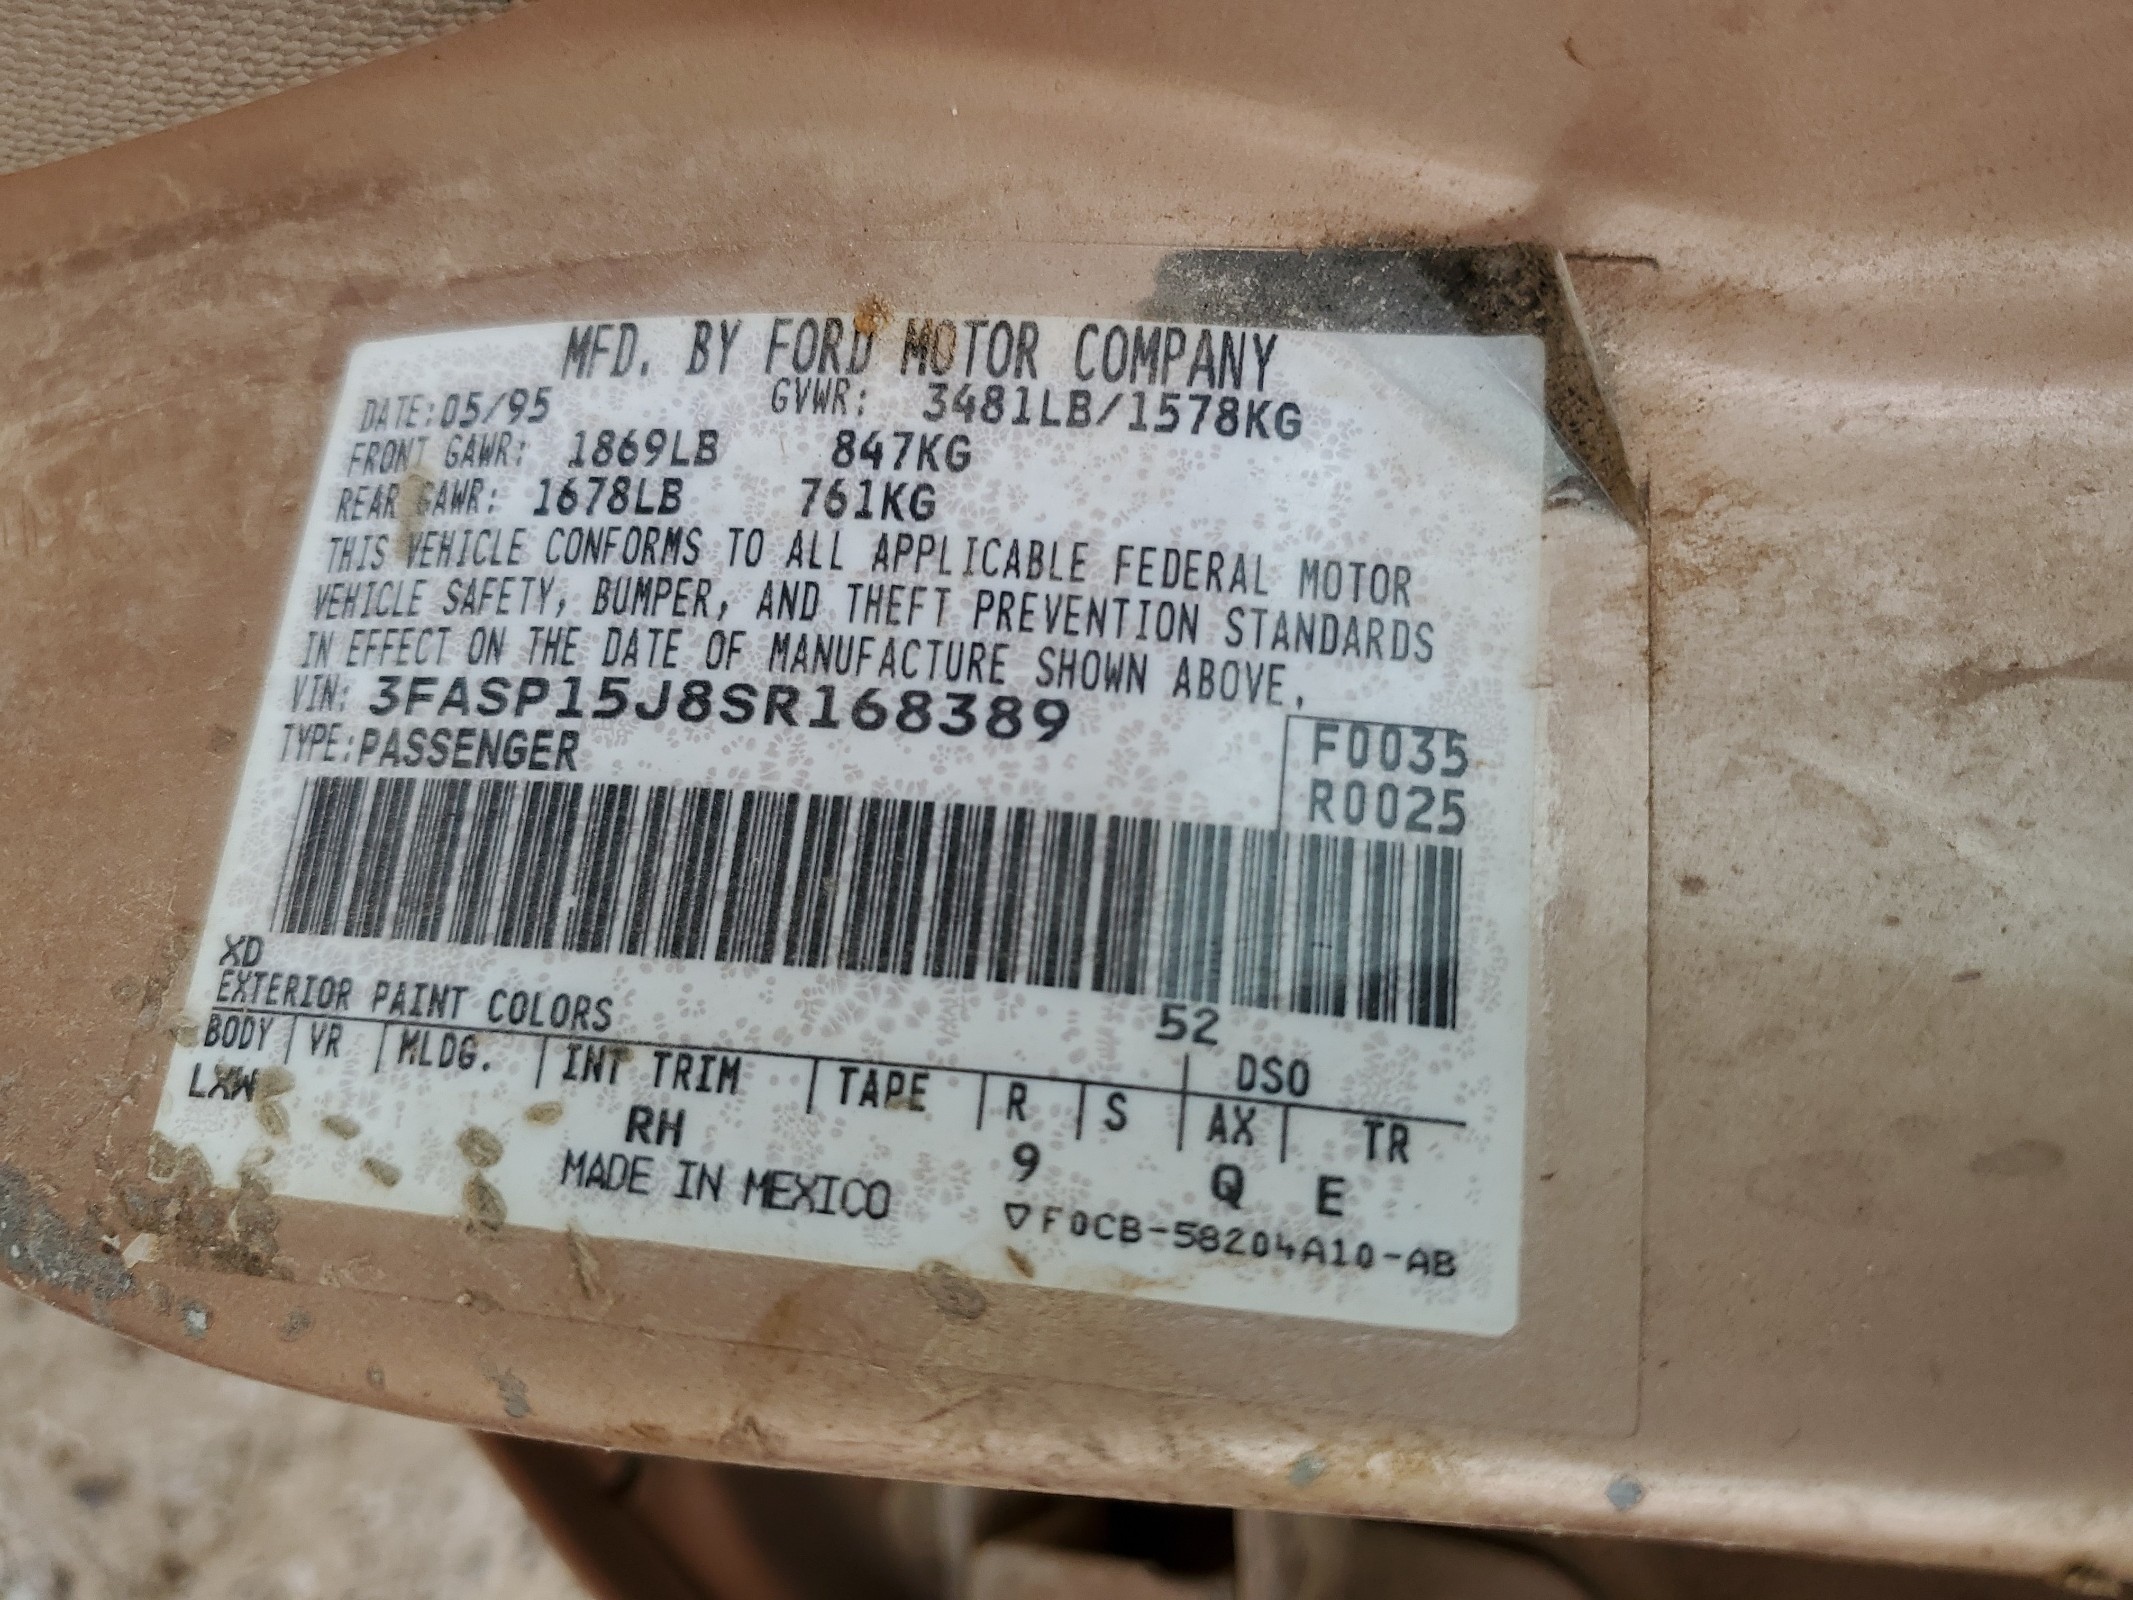 MFD. BY FORD MOTOR COMPANY
DATE:05/95 GVWR: 3481LB/1578KG
FRONT GAWR: 1869LB 847KG
REAR GAWR: 1678LB 761KG
THIS VEHICLE CONFORMS TO ALL APPLICABLE FEDERAL MOTOR
VEHICLE SAFETY, BUMPER, AND THEFT PREVENTION STANDARDS
IN EFFECT ON THE DATE OF MANUFACTURE SHOWN ABOVE.
VIN: 3FASP15J8SR168389
TYPE:PASSENGER
F0035
R0025
XD
EXTERIOR PAINT COLORS 52 DSO
BODY VR MLDG. INT TRIM TAPE R S AX TR
LXW RH 9 Q E
MADE IN MEXICO
▽F0CB-58204A10-AB